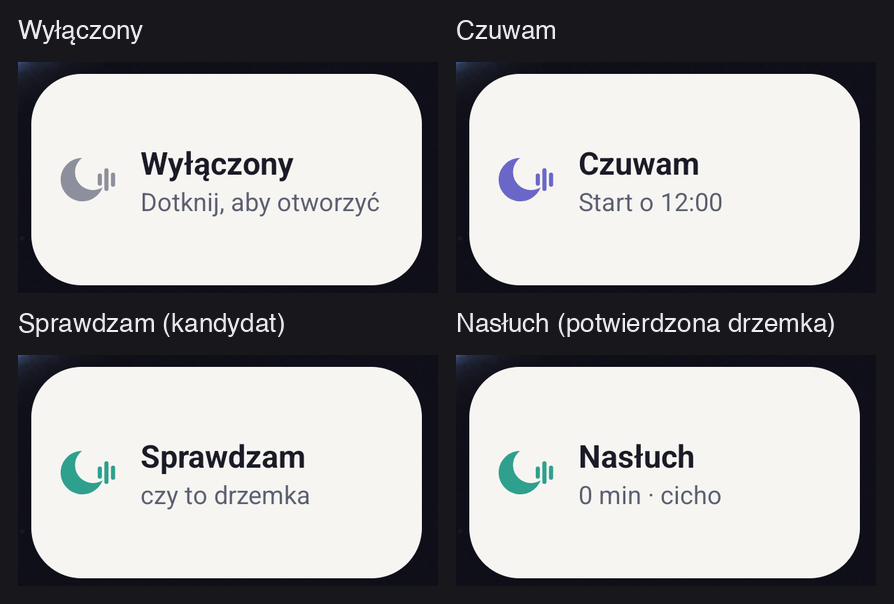 Wyłączony
Czuwam
Wyłączony
Dotknij, aby otworzyć
Czuwam
Start o 12:00
Sprawdzam (kandydat)
Nasłuch (potwierdzona drzemka)
Sprawdzam
czy to drzemka
Nasłuch
0 min · cicho